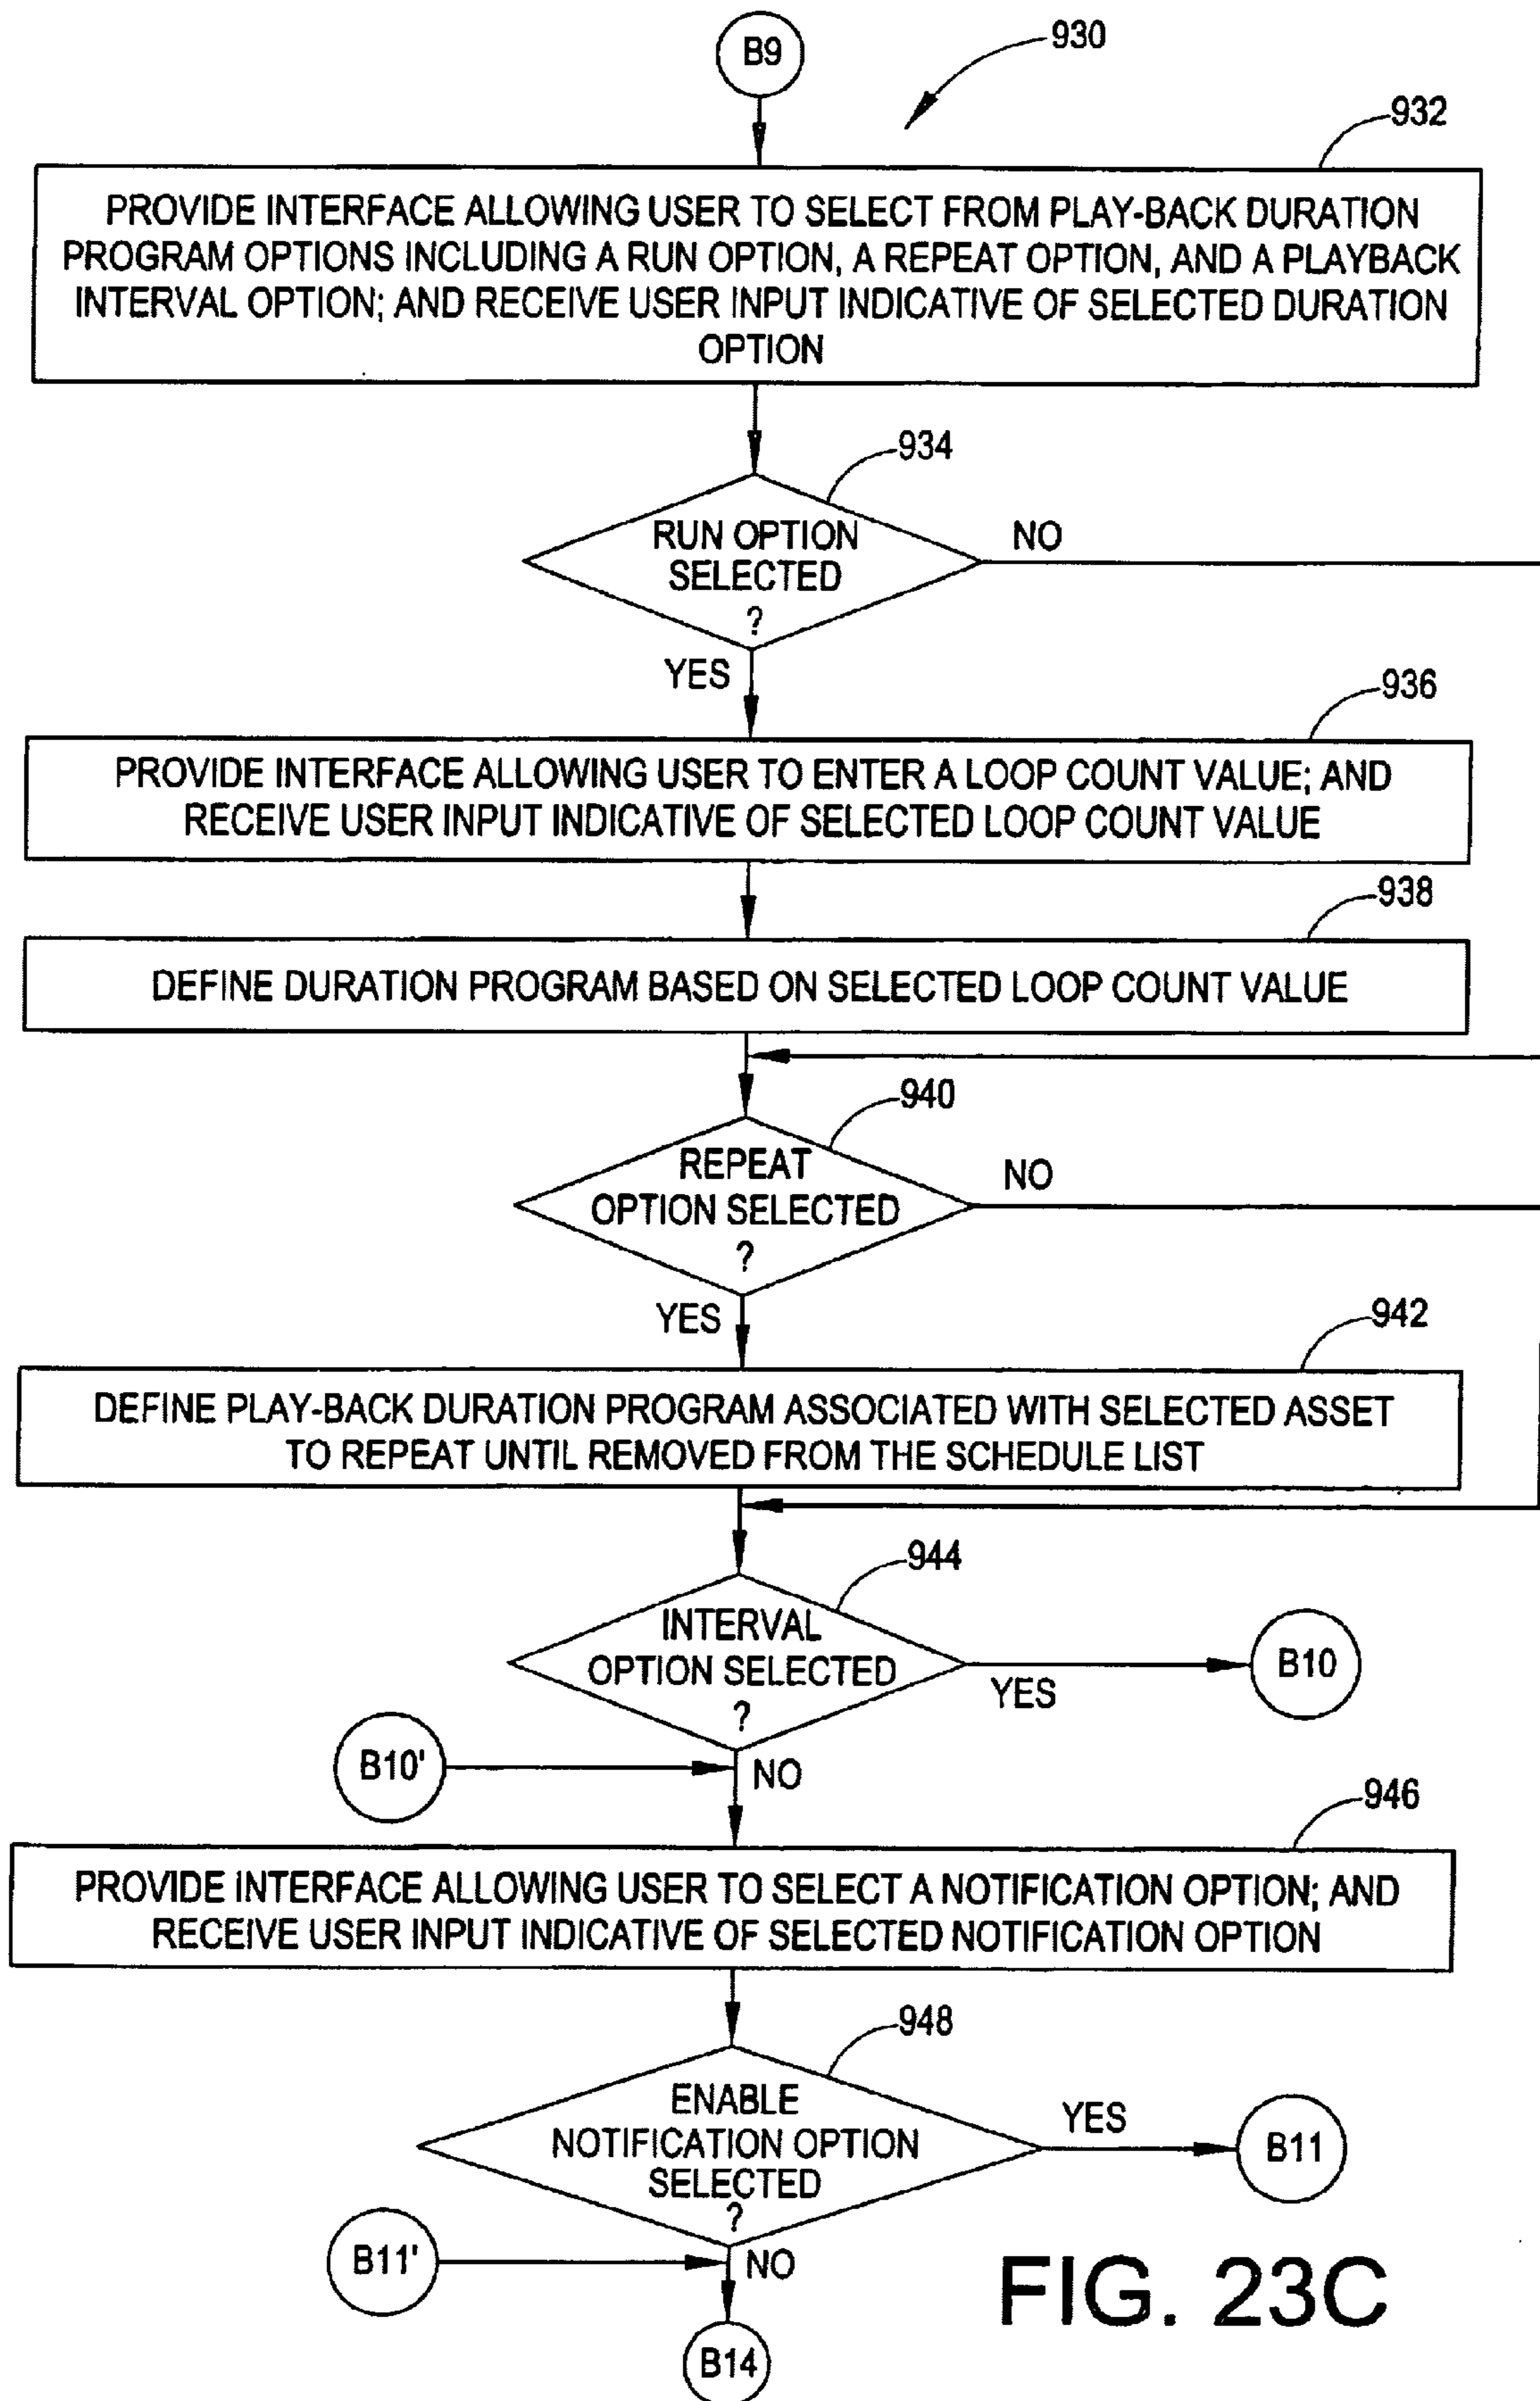 B9
930
932
PROVIDE INTERFACE ALLOWING USER TO SELECT FROM PLAY-BACK DURATION
PROGRAM OPTIONS INCLUDING A RUN OPTION, A REPEAT OPTION, AND A PLAYBACK
INTERVAL OPTION; AND RECEIVE USER INPUT INDICATIVE OF SELECTED DURATION
OPTION
934
RUN OPTION
SELECTED
?
NO
YES
936
PROVIDE INTERFACE ALLOWING USER TO ENTER A LOOP COUNT VALUE; AND
RECEIVE USER INPUT INDICATIVE OF SELECTED LOOP COUNT VALUE
938
DEFINE DURATION PROGRAM BASED ON SELECTED LOOP COUNT VALUE
940
REPEAT
OPTION SELECTED
?
NO
YES
942
DEFINE PLAY-BACK DURATION PROGRAM ASSOCIATED WITH SELECTED ASSET
TO REPEAT UNTIL REMOVED FROM THE SCHEDULE LIST
944
INTERVAL
OPTION SELECTED
?
YES
B10
B10'
NO
946
PROVIDE INTERFACE ALLOWING USER TO SELECT A NOTIFICATION OPTION; AND
RECEIVE USER INPUT INDICATIVE OF SELECTED NOTIFICATION OPTION
948
ENABLE
NOTIFICATION OPTION
SELECTED
?
YES
B11
B11'
NO
B14
FIG. 23C